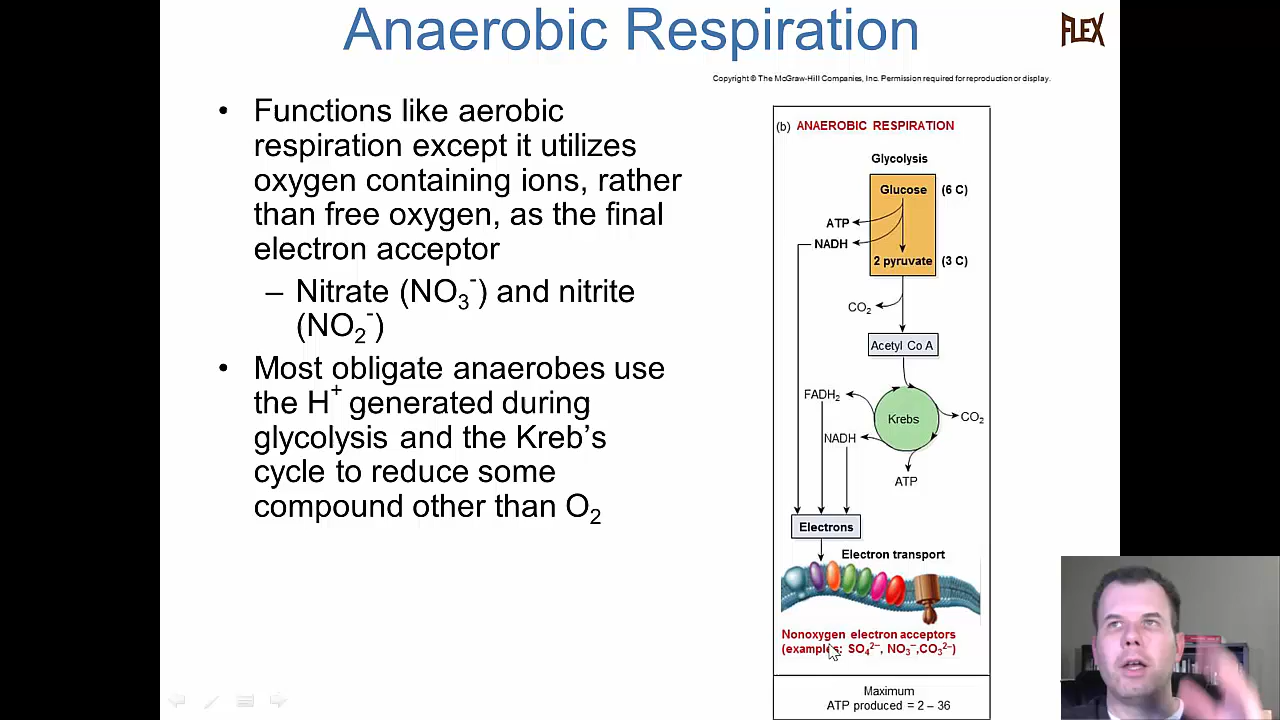 Anaerobic Respiration
FLEX
Copyright © The McGraw-Hill Companies, Inc. Permission required for reproduction or display.
• Functions like aerobic
respiration except it utilizes
oxygen containing ions, rather
than free oxygen, as the final
electron acceptor
– Nitrate (NO₃⁻) and nitrite
(NO₂⁻)
• Most obligate anaerobes use
the H⁺ generated during
glycolysis and the Kreb's
cycle to reduce some
compound other than O₂
(b) ANAEROBIC RESPIRATION
Glycolysis
Glucose (6 C)
ATP
NADH
2 pyruvate (3 C)
CO₂
Acetyl Co A
FADH₂
Krebs
CO₂
NADH
ATP
Electrons
Electron transport
Nonoxygen electron acceptors
(examples: SO₄²⁻, NO₃⁻,CO₃²⁻)
Maximum
ATP produced = 2 – 36